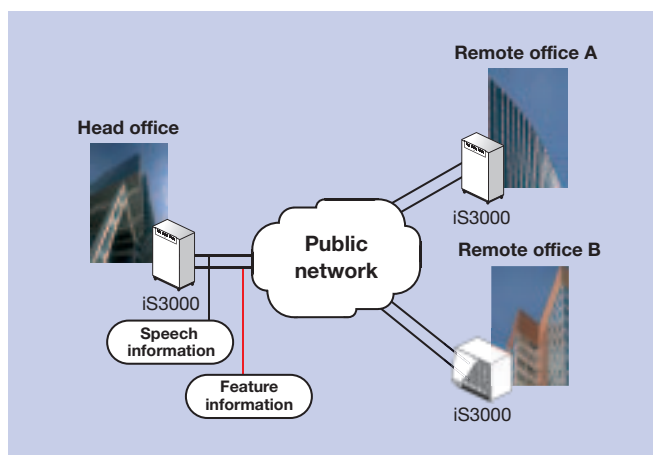 Remote office A
Head office
iS3000
Public
network
Remote office B
iS3000
Speech
information
Feature
information
iS3000